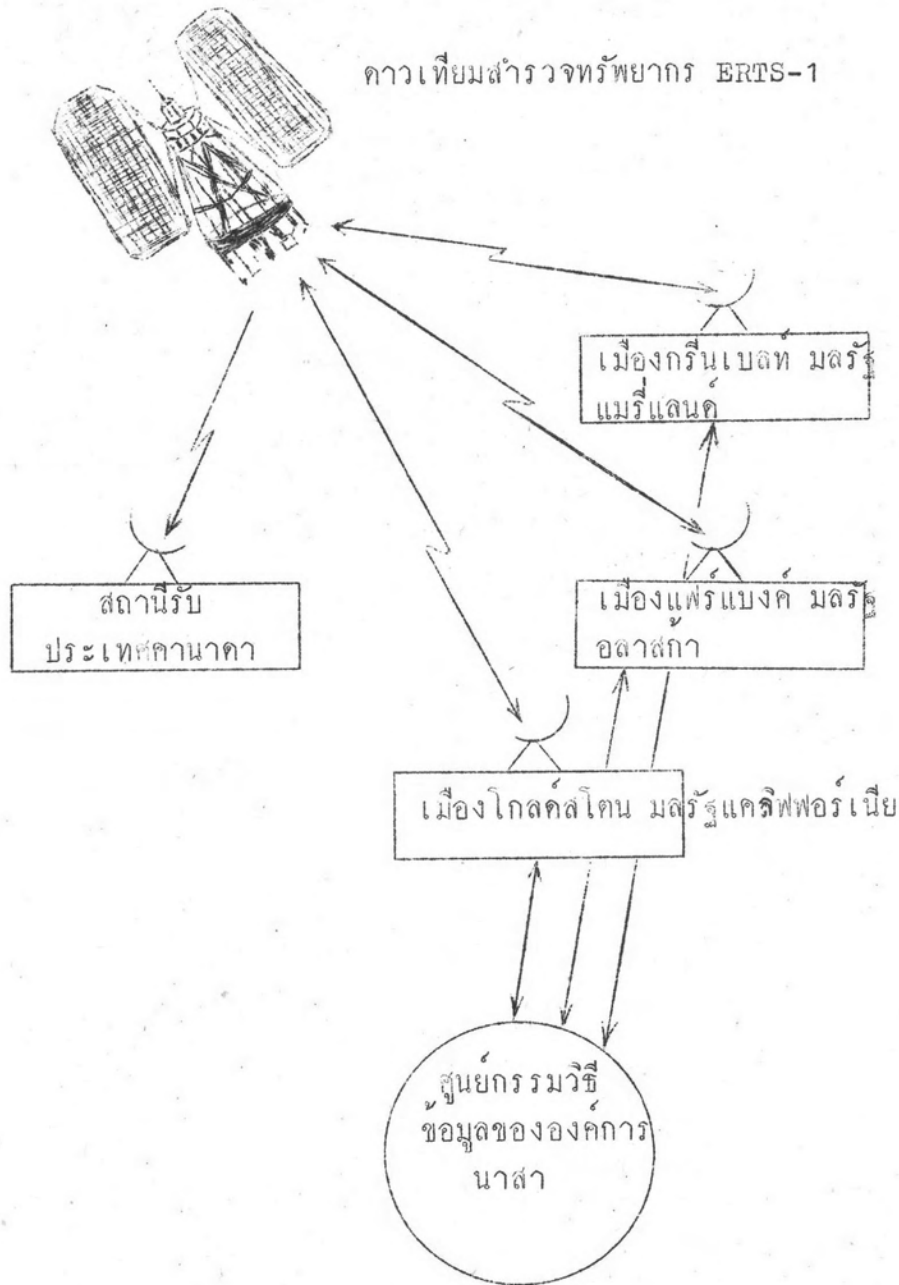 ดาวเทียมสำรวจทรัพยากร ERTS-1
เมืองกรีนเบลท์ มลรัฐ
แมรี่แลนด์
สถานีรับ
ประเทศคานาดา
เมืองแฟร์แบงค์ มลรัฐ
อลาสก้า
เมืองโกลด์สโตน มลรัฐแคลิฟฟอร์เนีย
ศูนย์กรรมวิธี
ข้อมูลขององค์การ
นาสา